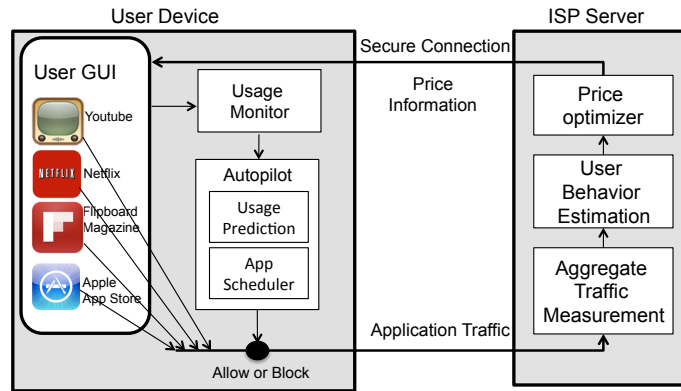 User Device
ISP Server
Secure Connection
User GUI
Usage
Monitor
Price
Information
Price
optimizer
Youtube
NETFLIX
Netflix
Flipboard
Magazine
Apple
App Store
Autopilot
Usage
Prediction
App
Scheduler
User
Behavior
Estimation
Aggregate
Traffic
Measurement
Application Traffic
Allow or Block